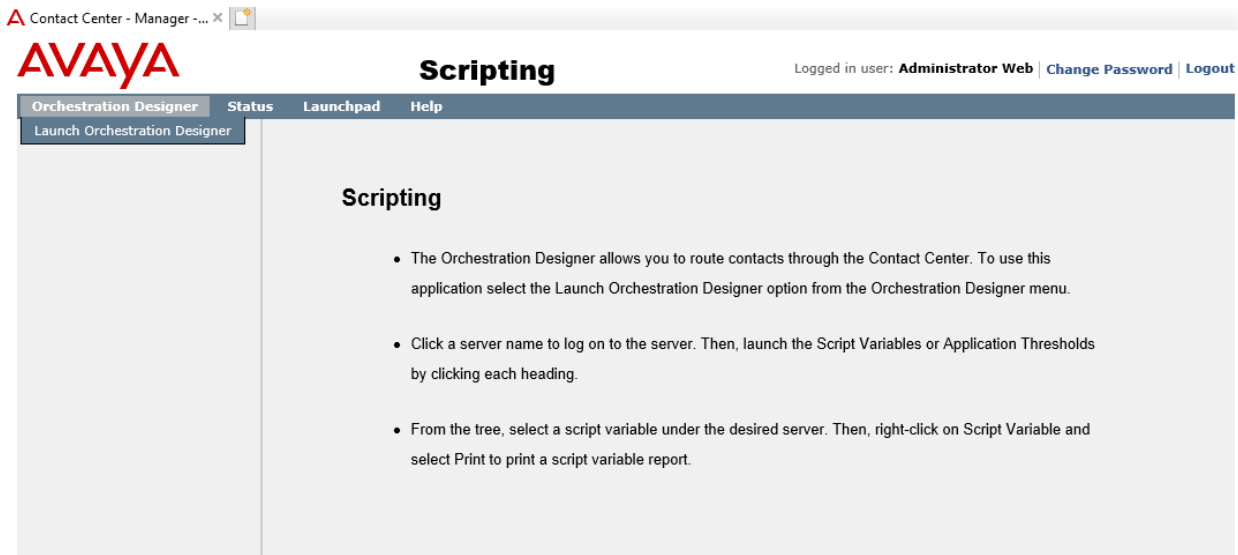 Contact Center - Manager -...
AVAYA
Scripting
Logged in user: Administrator Web | Change Password | Logout
Orchestration Designer Status Launchpad Help
Launch Orchestration Designer
Scripting
• The Orchestration Designer allows you to route contacts through the Contact Center. To use this
application select the Launch Orchestration Designer option from the Orchestration Designer menu.
• Click a server name to log on to the server. Then, launch the Script Variables or Application Thresholds
by clicking each heading.
• From the tree, select a script variable under the desired server. Then, right-click on Script Variable and
select Print to print a script variable report.